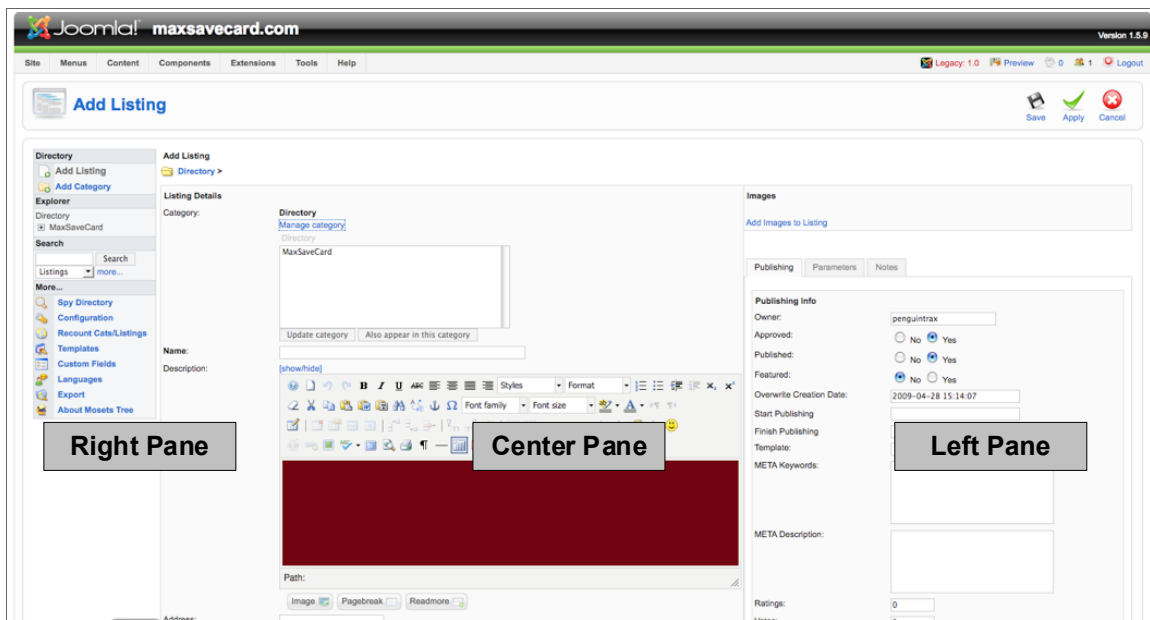 Joomla! maxsavecard.com
Version 1.5.9
Site Menus Content Components Extensions Tools Help
Legacy: 1.0 Preview 0 1 Logout
Add Listing
Save Apply Cancel
Directory
Add Listing
Add Category
Explorer
Directory
MaxSaveCard
Search
Search
Listings more...
More...
Spy Directory
Configuration
Recount Cats/Listings
Templates
Custom Fields
Languages
Export
About Mosets Tree
Right Pane
Add Listing
Directory >
Listing Details
Category: Directory
Manage category
Directory
MaxSaveCard
Update category Also appear in this category
Name:
Description: [show/hide]
B I U ABC Styles Format
Font family Font size
Center Pane
Path:
Image Pagebreak Readmore
Address:
Images
Add Images to Listing
Publishing Parameters Notes
Publishing Info
Owner: penguintrax
Approved: No Yes
Published: No Yes
Featured: No Yes
Overwrite Creation Date: 2009-04-28 15:14:07
Start Publishing
Finish Publishing
Template:
Left Pane
META Keywords:
META Description:
Ratings: 0
Votes: